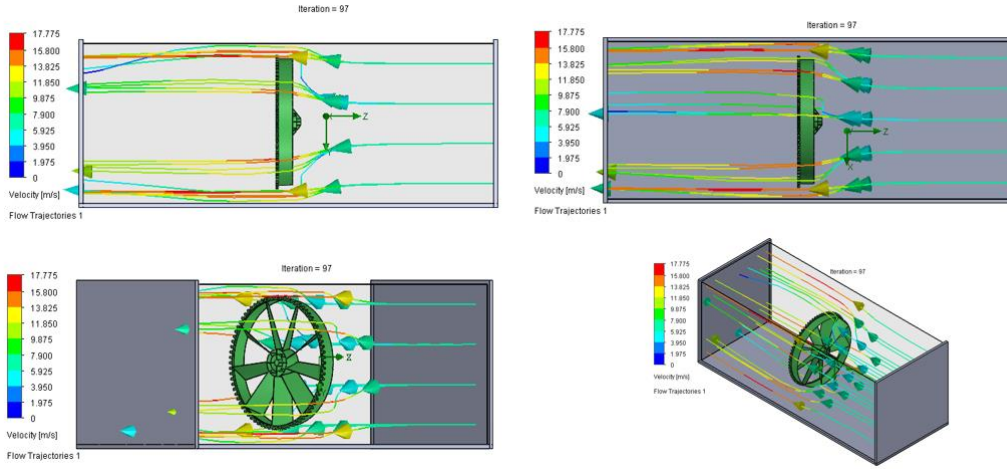 Iteration = 97
17.775
15.800
13.825
11.850
9.875
7.900
5.925
3.950
1.975
0
Velocity [m/s]
Flow Trajectories 1
Z
Iteration = 97
17.775
15.800
13.825
11.850
9.875
7.900
5.925
3.950
1.975
0
Velocity [m/s]
Flow Trajectories 1
Z
X
Iteration = 97
17.775
15.800
13.825
11.850
9.875
7.900
5.925
3.950
1.975
0
Velocity [m/s]
Flow Trajectories 1
Z
Iteration = 97
17.775
15.800
13.825
11.850
9.875
7.900
5.925
3.950
1.975
0
Velocity [m/s]
Flow Trajectories 1